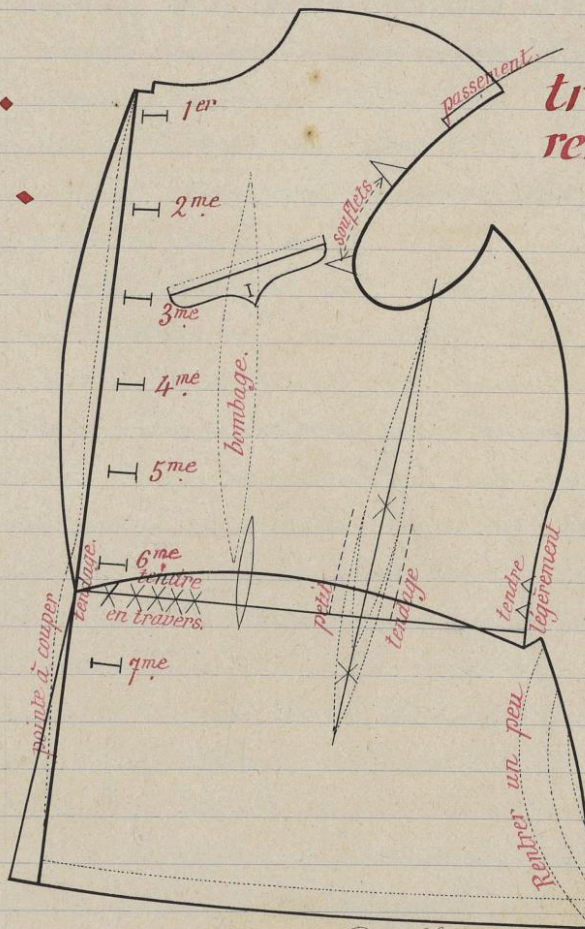 passement.
1er
2me
souflets
I
3me
bombage.
4me
5me
6me
tendre
en travers.
tendage.
petit
tendage
tendre
légèrement
7me
pointe à couper
Rentrer un peu